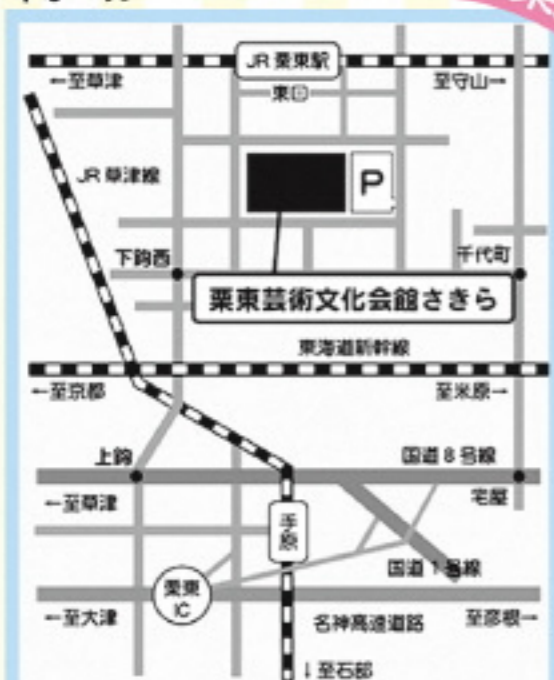 JR 栗東駅
←至草津
東口
至守山→
JR 草津線
P
下鈎西
千代町
栗東芸術文化会館さきら
東海道新幹線
←至京都
至米原→
上鈎
国道8号線
←至草津
宅屋
手原
国道1号線
栗東
IC
←至大津
名神高速道路
至彦根→
↓至石部